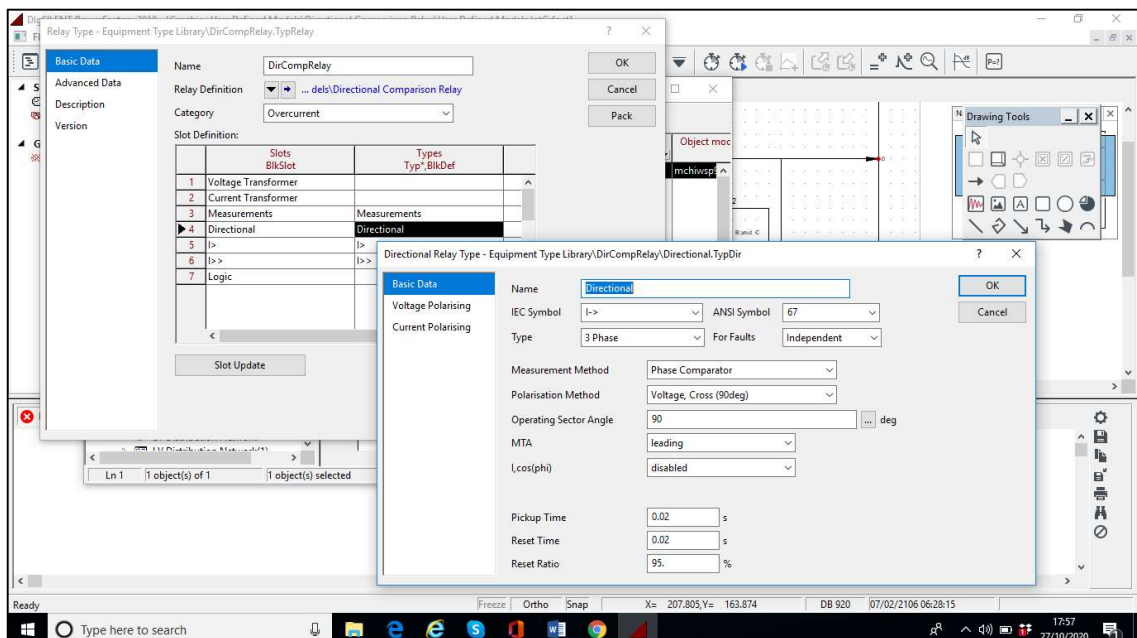 Relay Type - Equipment Type Library\DirCompRelay.TypRelay
? ×
Basic Data
Advanced Data
Description
Version
Name DirCompRelay
Relay Definition ... dels\Directional Comparison Relay
Category Overcurrent
Slot Definition:
Slots Types
BlkSlot Typ*,BlkDef
1 Voltage Transformer
2 Current Transformer
3 Measurements Measurements
4 Directional Directional
5 I> I>
6 I>> I>>
7 Logic
Slot Update
OK
Cancel
Pack
Object moc
mchiwsp
Drawing Tools
Directional Relay Type - Equipment Type Library\DirCompRelay\Directional.TypDir
? ×
Basic Data
Voltage Polarising
Current Polarising
Name Directional
IEC Symbol I-> ANSI Symbol 67
Type 3 Phase For Faults Independent
Measurement Method Phase Comparator
Polarisation Method Voltage, Cross (90deg)
Operating Sector Angle 90 ... deg
MTA leading
I,cos(phi) disabled
Pickup Time 0.02 s
Reset Time 0.02 s
Reset Ratio 95. %
OK
Cancel
Ln 1 1 object(s) of 1 1 object(s) selected
Ready
Freeze Ortho Snap X= 207.805,Y= 163.874 DB 920 07/02/2106 06:28:15
Type here to search
17:57
27/10/2020